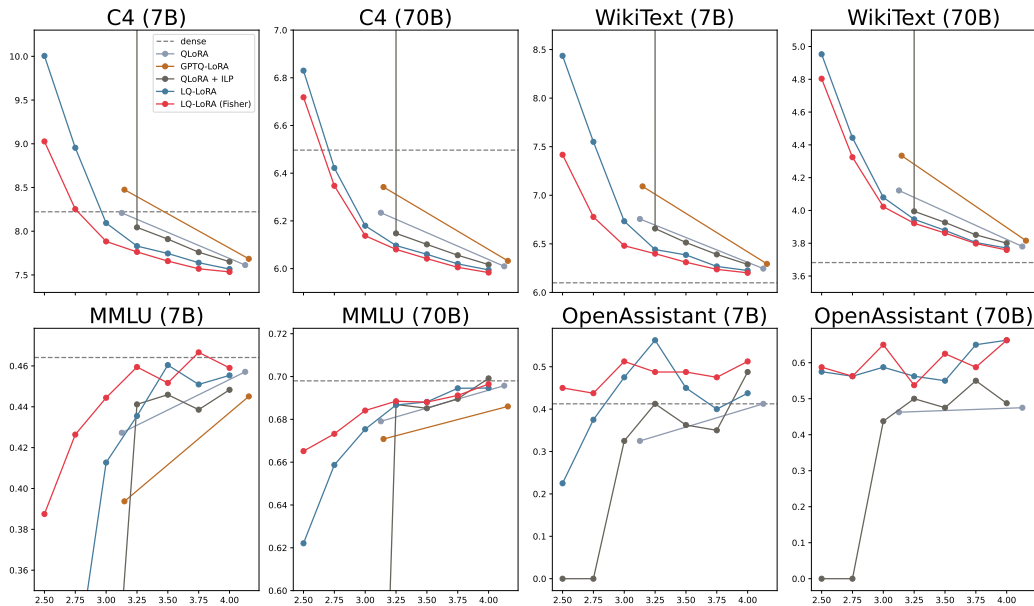 C4 (7B)
C4 (70B)
WikiText (7B)
WikiText (70B)
10.0
9.5
9.0
8.5
8.0
7.5
dense
QLoRA
GPTQ-LoRA
QLoRA + ILP
LQ-LoRA
LQ-LoRA (Fisher)
7.0
6.8
6.6
6.4
6.2
6.0
8.5
8.0
7.5
7.0
6.5
6.0
5.0
4.8
4.6
4.4
4.2
4.0
3.8
3.6
MMLU (7B)
MMLU (70B)
OpenAssistant (7B)
OpenAssistant (70B)
0.46
0.44
0.42
0.40
0.38
0.36
0.72
0.70
0.68
0.66
0.64
0.62
0.60
0.5
0.4
0.3
0.2
0.1
0.0
0.6
0.5
0.4
0.3
0.2
0.1
0.0
2.50 2.75 3.00 3.25 3.50 3.75 4.00
2.50 2.75 3.00 3.25 3.50 3.75 4.00
2.50 2.75 3.00 3.25 3.50 3.75 4.00
2.50 2.75 3.00 3.25 3.50 3.75 4.00